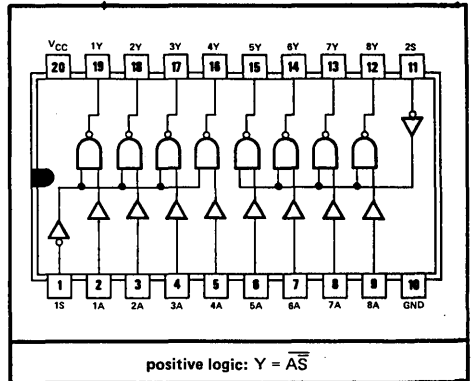 VCC 1Y 2Y 3Y 4Y 5Y 6Y 7Y 8Y 2S
20 19 18 17 16 15 14 13 12 11
1 2 3 4 5 6 7 8 9 10
1S 1A 2A 3A 4A 5A 6A 7A 8A GND
positive logic: Y = A̅S̅̅